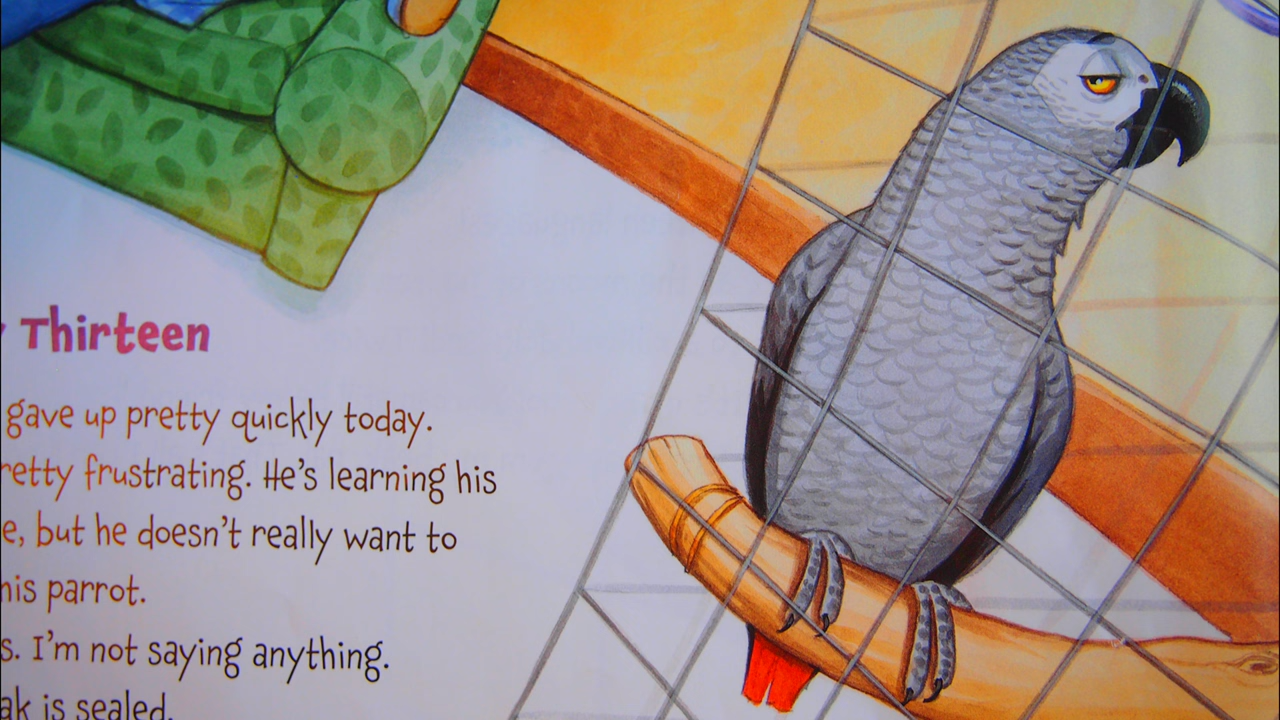 Thirteen
gave up pretty quickly today.
retty frustrating. He's learning his
e, but he doesn't really want to
his parrot.
s. I'm not saying anything.
ak is sealed.